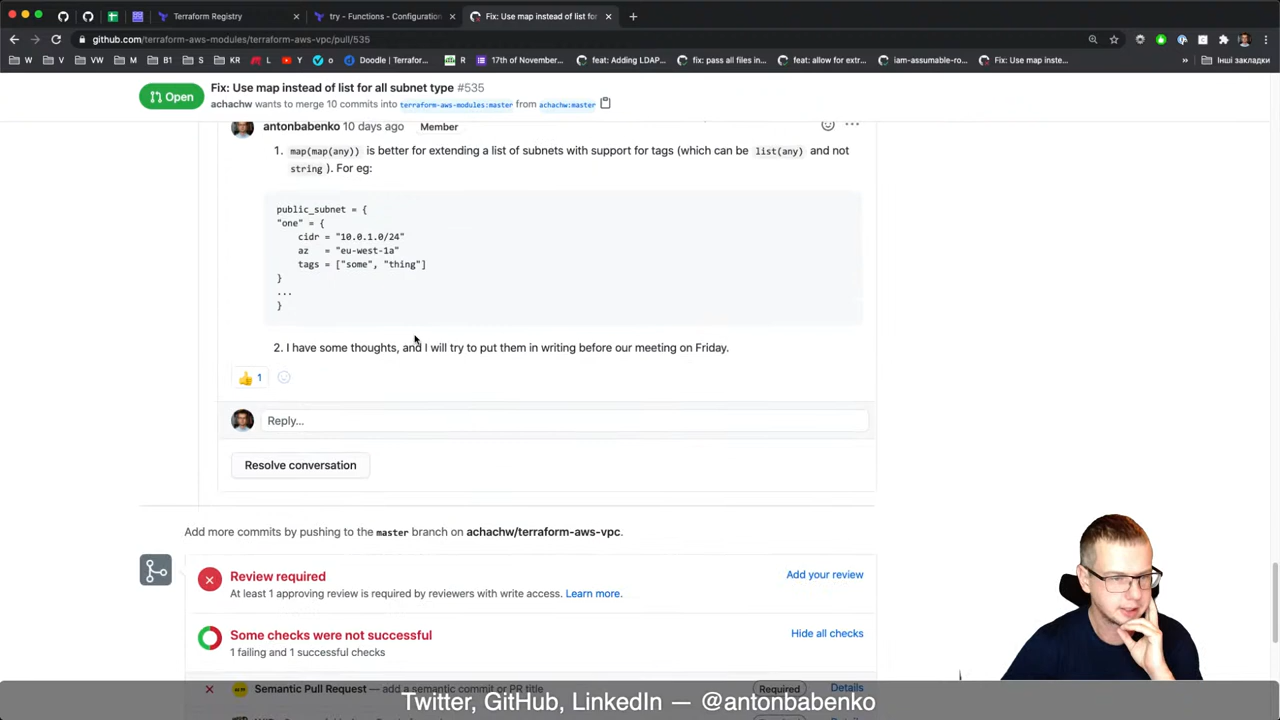 Terraform Registry
try - Functions - Configuration
Fix: Use map instead of list for
github.com/terraform-aws-modules/terraform-aws-vpc/pull/535
W
V
VW
M
B1
S
KR
L
Y
o
Doodle | Terrafor...
R
17th of November...
feat: Adding LDAP...
fix: pass all files in...
feat: allow for extr...
iam-assumable-ro...
Fix: Use map inste...
»
Інші закладки
Open
Fix: Use map instead of list for all subnet type #535
achachw wants to merge 10 commits into terraform-aws-modules:master from achachw:master
antonbabenko 10 days ago Member
1. map(map(any)) is better for extending a list of subnets with support for tags (which can be list(any) and not
string ). For eg:
public_subnet = {
"one" = {
cidr = "10.0.1.0/24"
az = "eu-west-1a"
tags = ["some", "thing"]
}
...
}
2. I have some thoughts, and I will try to put them in writing before our meeting on Friday.
👍 1
Reply...
Resolve conversation
Add more commits by pushing to the master branch on achachw/terraform-aws-vpc.
Review required
Add your review
At least 1 approving review is required by reviewers with write access. Learn more.
Some checks were not successful
Hide all checks
1 failing and 1 successful checks
Semantic Pull Request — add a semantic commit or PR title
Required
Details
Twitter, GitHub, LinkedIn — @antonbabenko